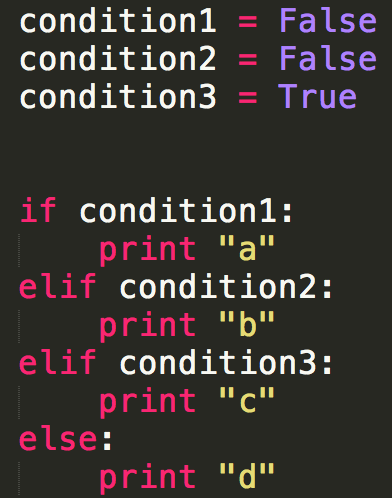 condition1 = False
condition2 = False
condition3 = True
if condition1:
    print "a"
elif condition2:
    print "b"
elif condition3:
    print "c"
else:
    print "d"